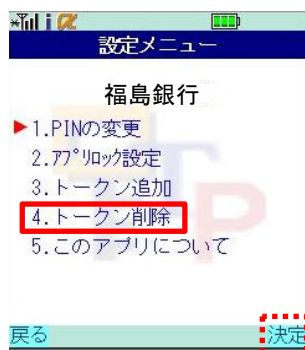 設定メニュー
福島銀行
1.PINの変更
2.ｱﾌﾟﾘﾛｯｸ設定
3.トークン追加
4.トークン削除
5.このアプリについて
戻る 決定